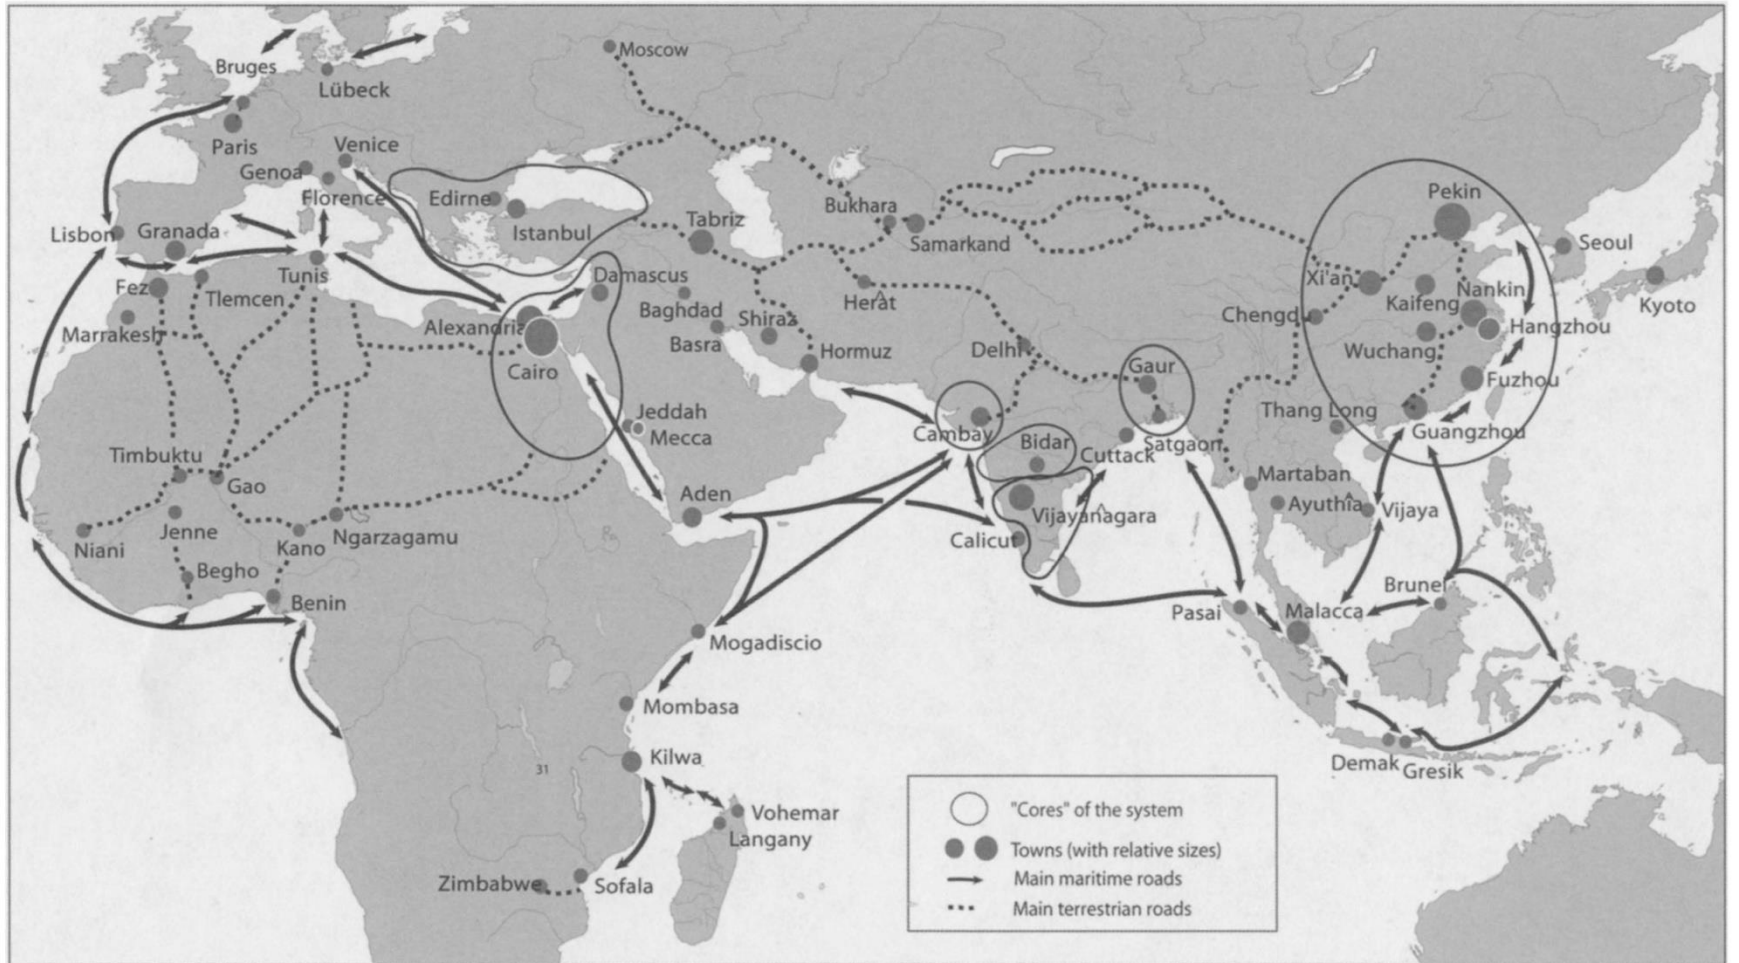 Moscow
Bruges
Lübeck
Paris
Venice
Genoa
Florence
Edirne
Istanbul
Tabriz
Bukhara
Samarkand
Pekin
Lisbon
Granada
Seoul
Tunis
Damascus
Xi'an
Fez
Tlemcen
Baghdad
Herât
Kaifeng
Nankin
Kyoto
Marrakesh
Alexandria
Basra
Shiraz
Hormuz
Delhi
Chengd
Hangzhou
Wuchang
Cairo
Gaur
Fuzhou
Jeddah
Mecca
Cambay
Bidar
Cuttack
Satgaon
Thang Long
Guangzhou
Timbuktu
Gao
Martaban
Aden
Ayuthîa
Vijaya
Vijayanâgara
Niani
Jenne
Kano
Ngarzagamu
Calicut
Begho
Benin
Brunei
Pasai
Malacca
Mogadiscio
Mombasa
Kilwa
31
Demak
Gresik
Vohemar
Langany
Zimbabwe
Sofala
"Cores" of the system
Towns (with relative sizes)
Main maritime roads
Main terrestrian roads